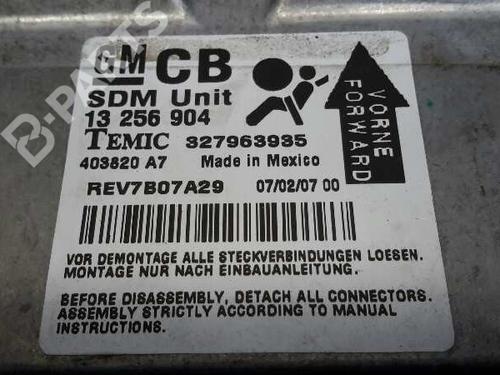 B-PARTS
GM CB
SDM Unit
13 256 904
TEMIC 327963935
403820 A7 Made in Mexico
REV7B07A29 07/02/07 00
VORNE
FORWARD
VOR DEMONTAGE ALLE STECKVERBINDUNGEN LOESEN.
MONTAGE NUR NACH EINBAUANLEITUNG.
BEFORE DISASSEMBLY, DETACH ALL CONNECTORS.
ASSEMBLY STRICTLY ACCORDING TO MANUAL
INSTRUCTIONS.